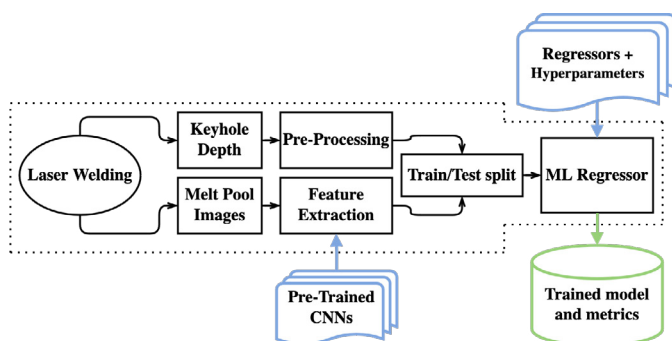 Regressors +
Hyperparameters
Keyhole
Depth
Pre-Processing
Laser Welding
Train/Test split
ML Regressor
Melt Pool
Images
Feature
Extraction
Pre-Trained
CNNs
Trained model
and metrics